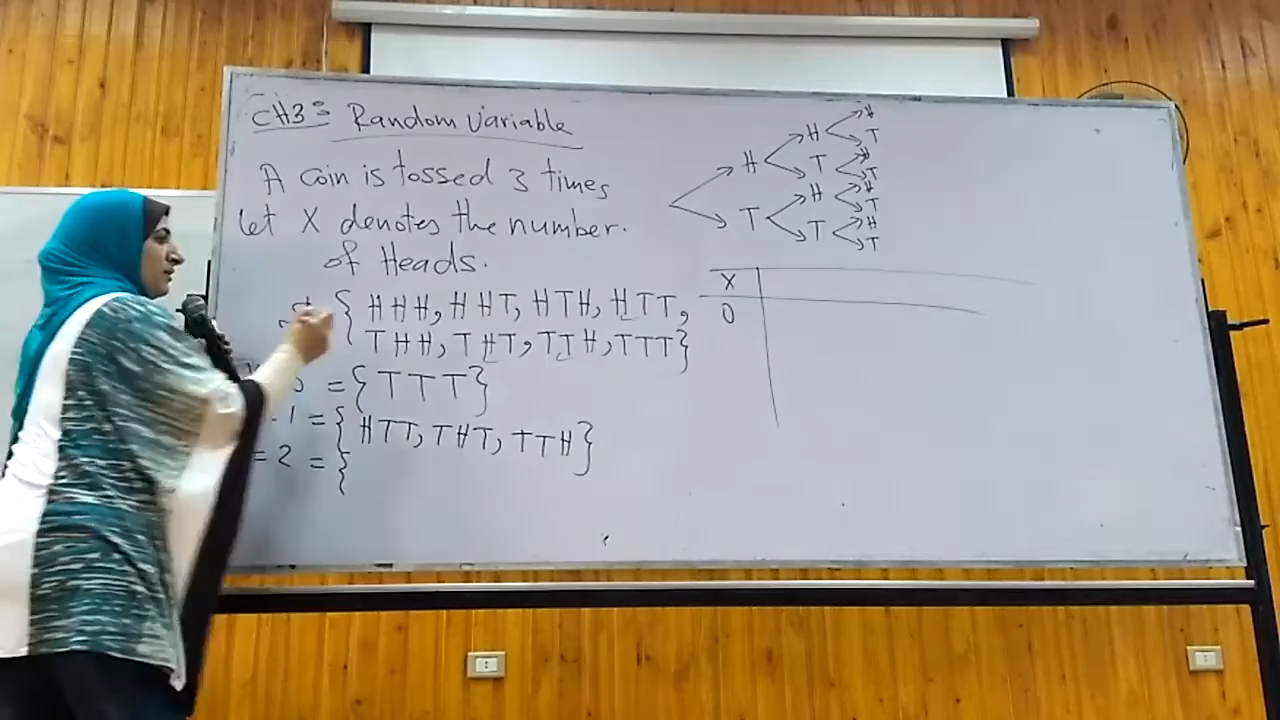 CH3: Random Variable
A coin is tossed 3 times
let X denotes the number.
of Heads.
{ HHH, HHT, HTH, HTT,
THH, THT, TTH, TTT}
= {TTT}
1 = {HTT, THT, TTH}
= 2 = {
H H H
T
T H
T
T H H
T
T H
T
X
0